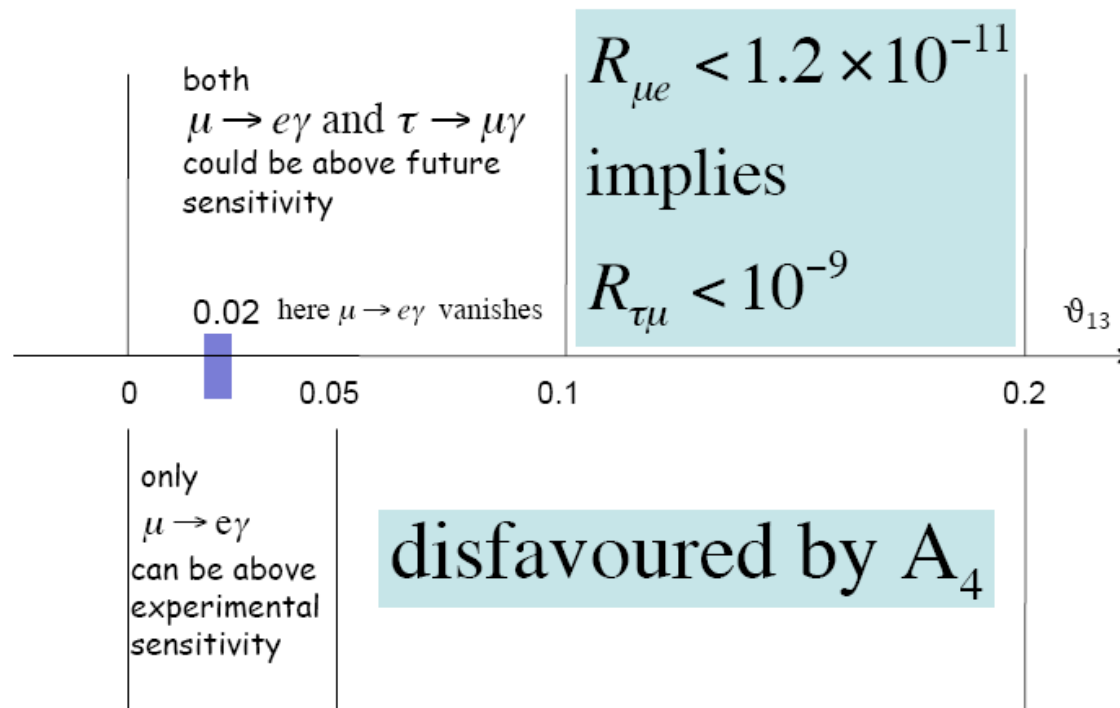 both
μ → eγ and τ → μγ
could be above future
sensitivity
R_μe < 1.2 × 10⁻¹¹
implies
R_τμ < 10⁻⁹
0.02 here μ → eγ vanishes
ϑ₁₃
0 0.05 0.1 0.2
only
μ → eγ
can be above
experimental
sensitivity
disfavoured by A₄